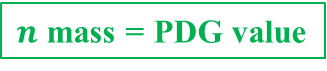 n mass = PDG value